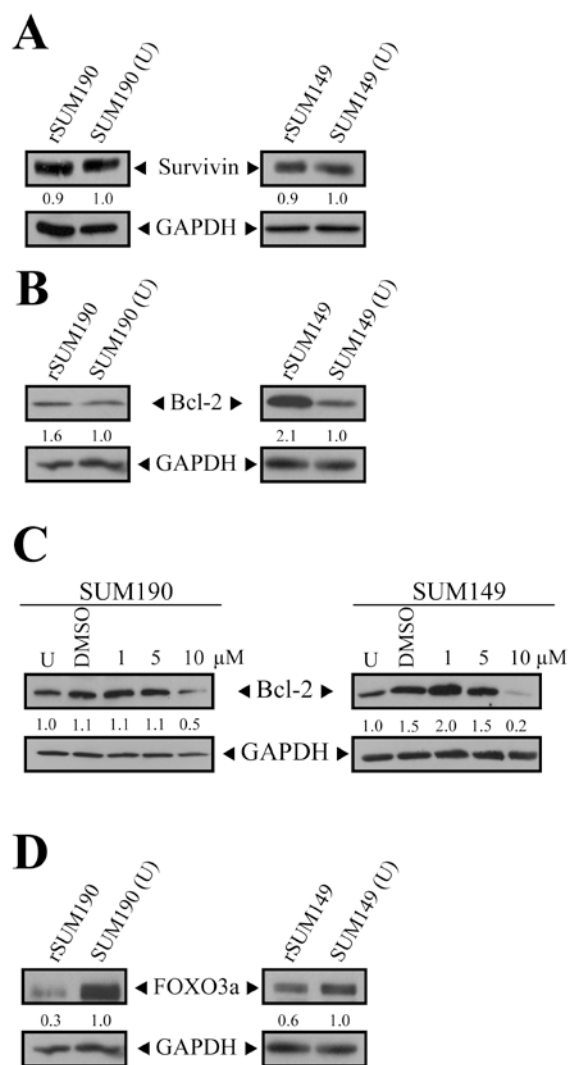 A
rSUM190 SUM190 (U) rSUM149 SUM149 (U)
◄ Survivin ►
0.9 1.0 0.9 1.0
◄ GAPDH ►
B
rSUM190 SUM190 (U) rSUM149 SUM149 (U)
◄ Bcl-2 ►
1.6 1.0 2.1 1.0
◄ GAPDH ►
C
SUM190 SUM149
U DMSO 1 5 10 µM U DMSO 1 5 10 µM
◄ Bcl-2 ►
1.0 1.1 1.1 1.1 0.5 1.0 1.5 2.0 1.5 0.2
◄ GAPDH ►
D
rSUM190 SUM190 (U) rSUM149 SUM149 (U)
◄ FOXO3a ►
0.3 1.0 0.6 1.0
◄ GAPDH ►